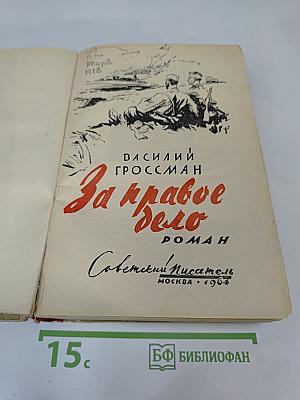 ВАСИЛИЙ
ГРОССМАН
За правое
дело
РОМАН
Советский писатель
МОСКВА • 1964
15с
БФ БИБЛИОФАН